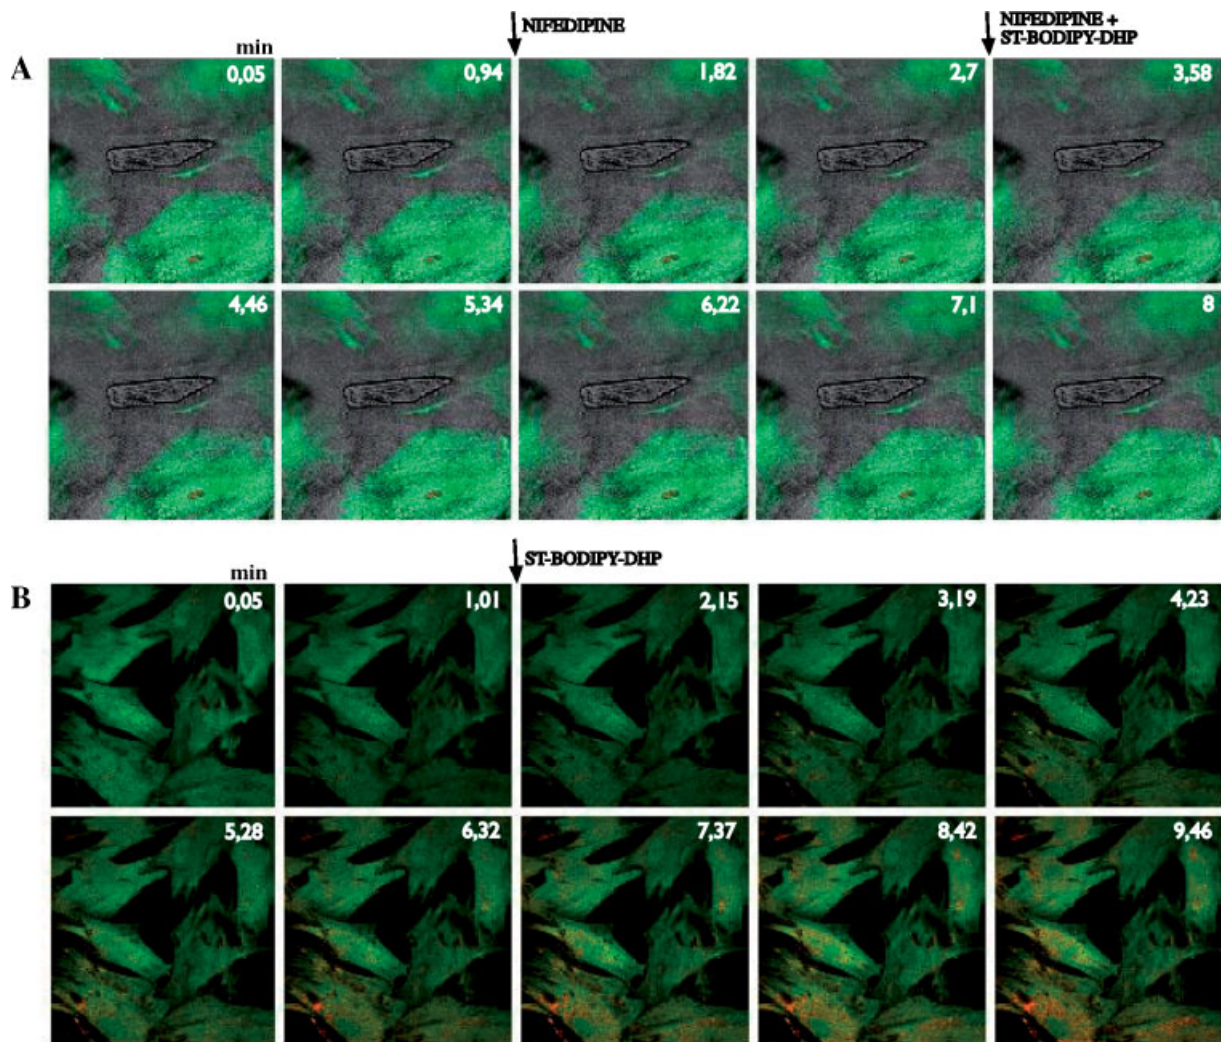 NIFEDIPINE
NIFEDIPINE +
ST-BODIPY-DHP
A
min
0,05
0,94
1,82
2,7
3,58
4,46
5,34
6,22
7,1
8
ST-BODIPY-DHP
B
min
0,05
1,01
2,15
3,19
4,23
5,28
6,32
7,37
8,42
9,46